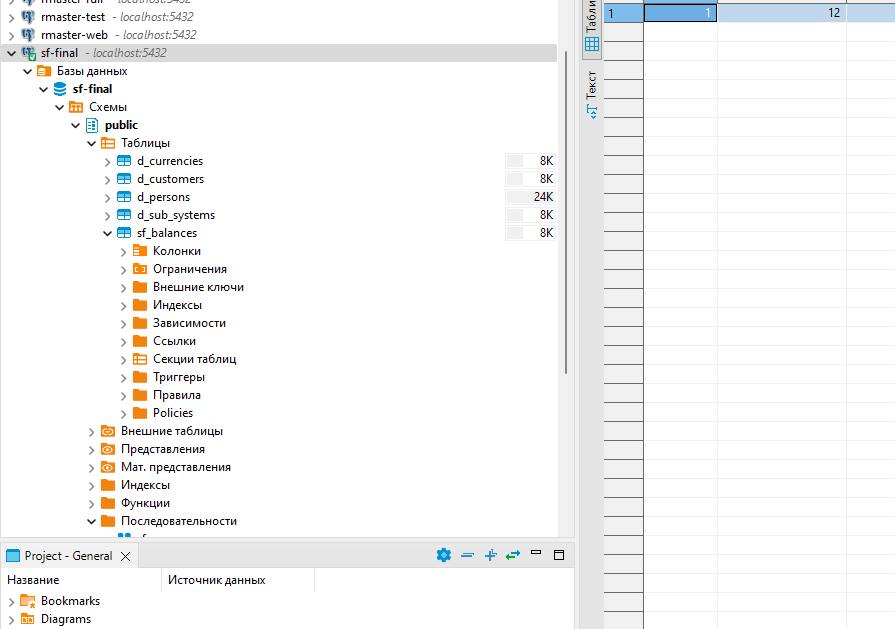 rmaster-full - localhost:5432
rmaster-test - localhost:5432
rmaster-web - localhost:5432
sf-final - localhost:5432
Базы данных
sf-final
Схемы
public
Таблицы
d_currencies 8K
d_customers 8K
d_persons 24K
d_sub_systems 8K
sf_balances 8K
Колонки
Ограничения
Внешние ключи
Индексы
Зависимости
Ссылки
Секции таблиц
Триггеры
Правила
Policies
Внешние таблицы
Представления
Мат. представления
Индексы
Функции
Последовательности
Project - General
Название Источник данных
Bookmarks
Diagrams
Текст
1 1 12